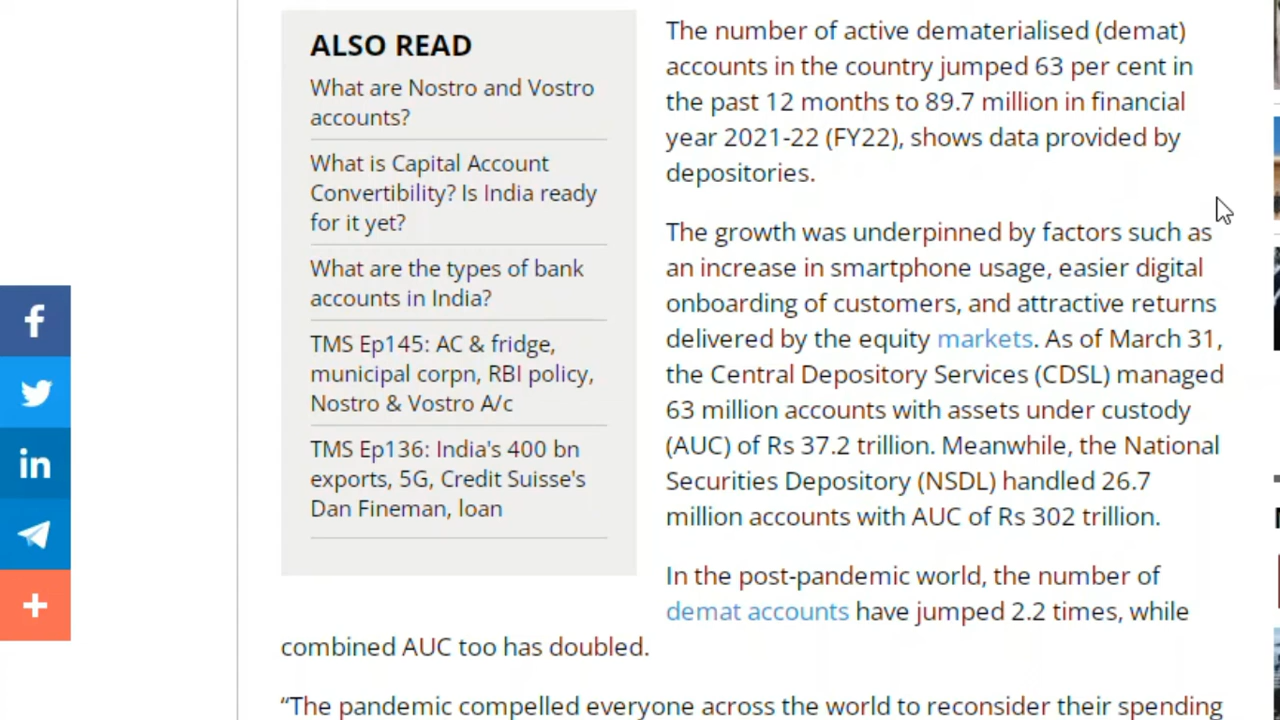 ALSO READ
What are Nostro and Vostro
accounts?
What is Capital Account
Convertibility? Is India ready
for it yet?
What are the types of bank
accounts in India?
TMS Ep145: AC & fridge,
municipal corpn, RBI policy,
Nostro & Vostro A/c
TMS Ep136: India's 400 bn
exports, 5G, Credit Suisse's
Dan Fineman, loan
The number of active dematerialised (demat)
accounts in the country jumped 63 per cent in
the past 12 months to 89.7 million in financial
year 2021-22 (FY22), shows data provided by
depositories.
The growth was underpinned by factors such as
an increase in smartphone usage, easier digital
onboarding of customers, and attractive returns
delivered by the equity markets. As of March 31,
the Central Depository Services (CDSL) managed
63 million accounts with assets under custody
(AUC) of Rs 37.2 trillion. Meanwhile, the National
Securities Depository (NSDL) handled 26.7
million accounts with AUC of Rs 302 trillion.
In the post-pandemic world, the number of
demat accounts have jumped 2.2 times, while
combined AUC too has doubled.
“The pandemic compelled everyone across the world to reconsider their spending